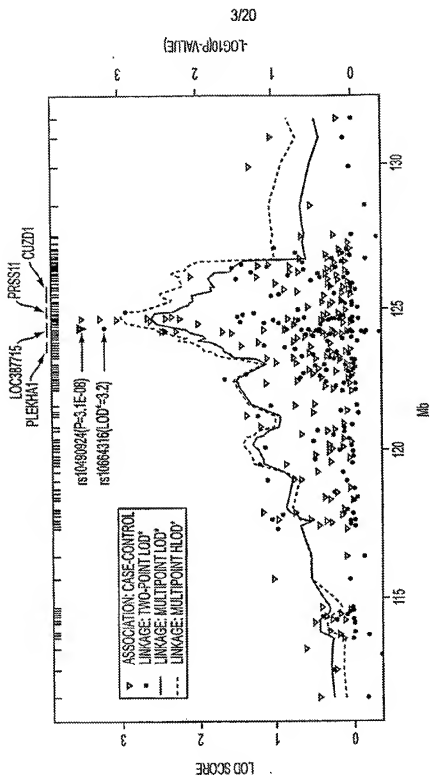 3/20
-LOG10(P-VALUE)
3
2
1
0
PLEKHA1
LOC387715
PRSS11
CUZD1
rs10490924(P=3.1E-08)
rs10664316(LOD*=3.2)
ASSOCIATION: CASE-CONTROL
LINKAGE: TWO-POINT LOD*
LINKAGE: MULTIPOINT LOD*
LINKAGE: MULTIPOINT HLOD*
3
2
1
0
LOD SCORE
115
120
125
130
Mb